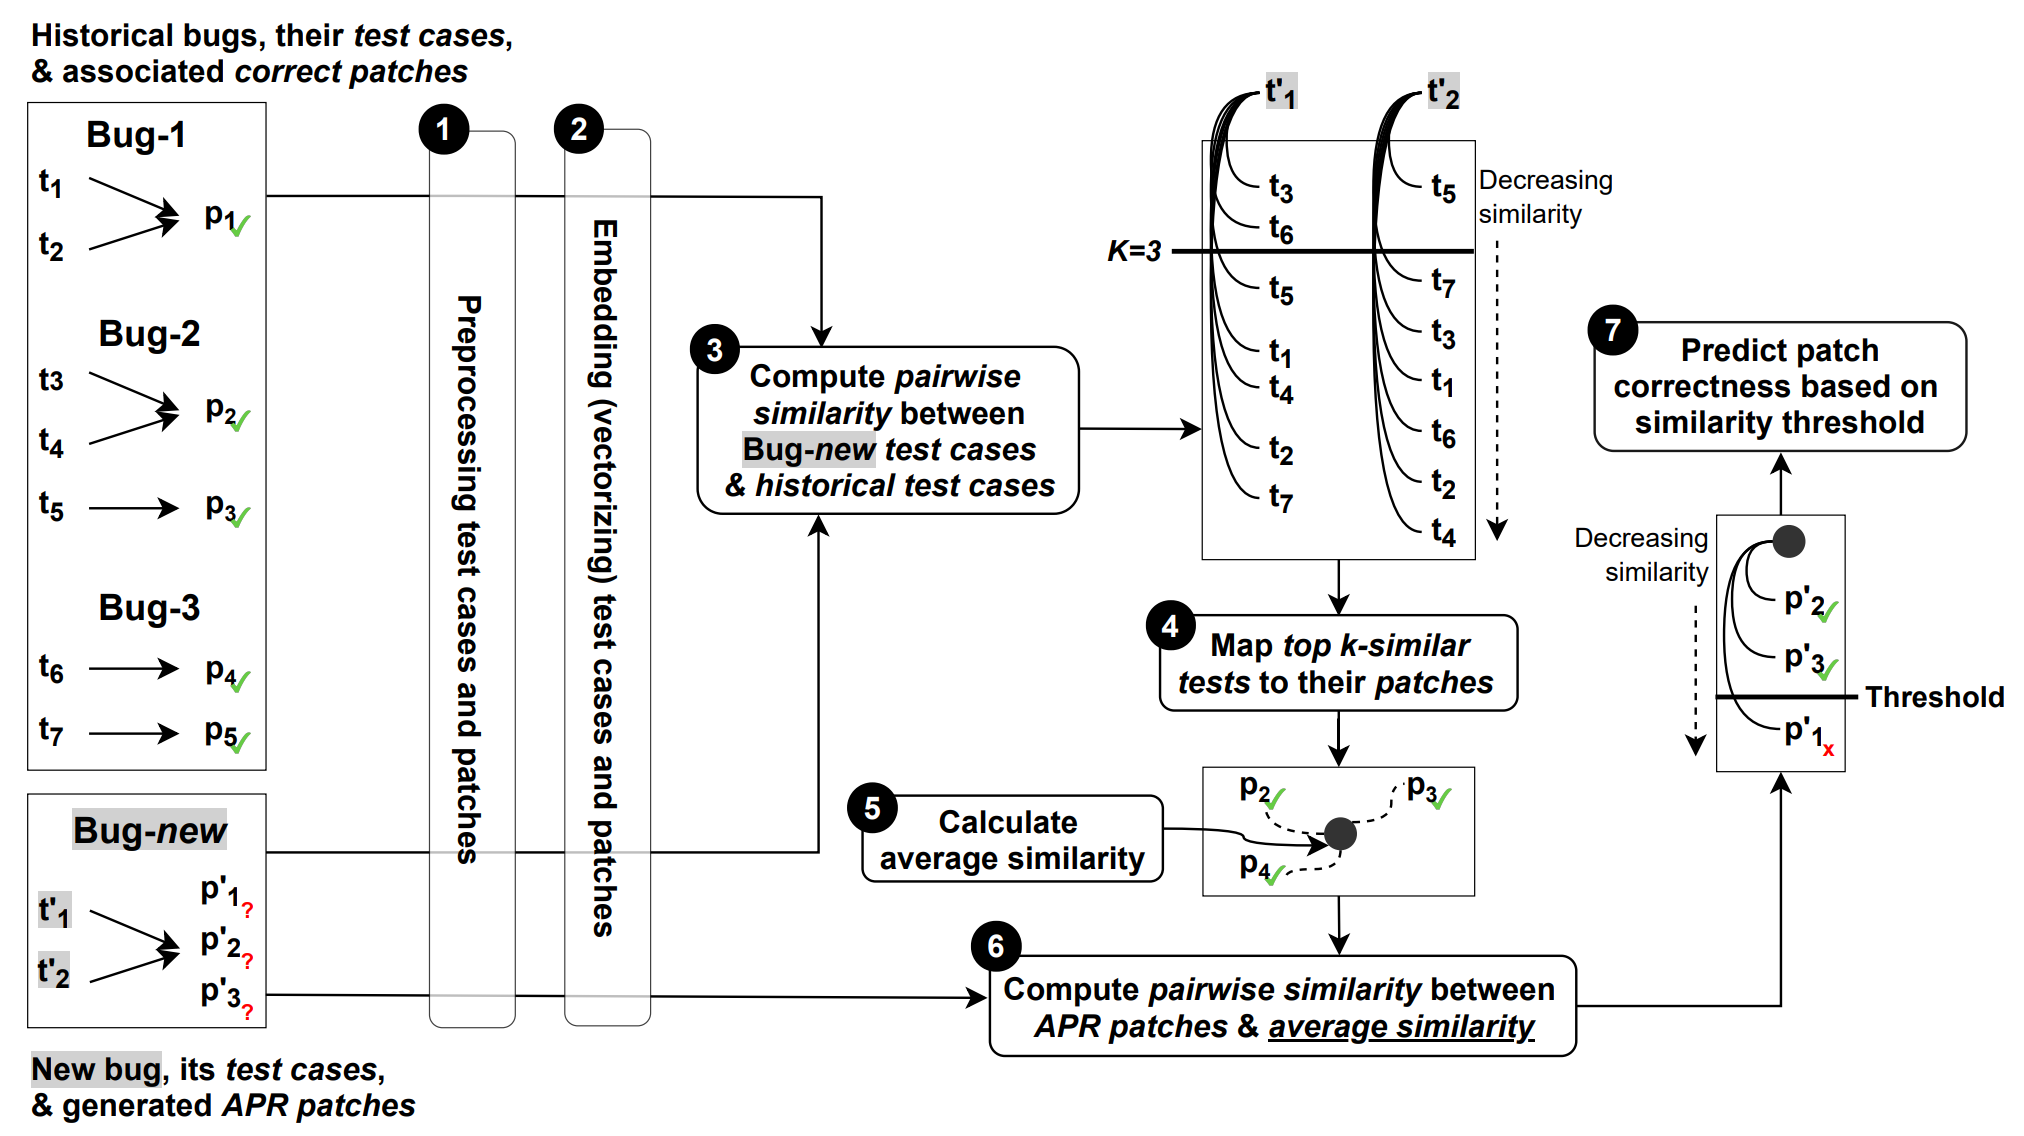 Historical bugs, their test cases,
& associated correct patches
Bug-1
t1
t2
p1✓
Bug-2
t3
t4
p2✓
t5
p3✓
Bug-3
t6
p4✓
t7
p5✓
Bug-new
t'1
t'2
p'1?
p'2?
p'3?
New bug, its test cases,
& generated APR patches
1
Preprocessing test cases and patches
2
Embedding (vectorizing) test cases and patches
3
Compute pairwise
similarity between
Bug-new test cases
& historical test cases
t'1
t3
t6
K=3
t5
t1
t4
t2
t7
t'2
t5
t7
t3
t1
t6
t2
t4
Decreasing
similarity
4
Map top k-similar
tests to their patches
5
Calculate
average similarity
p2✓
p3✓
p4✓
6
Compute pairwise similarity between
APR patches & average similarity
7
Predict patch
correctness based on
similarity threshold
Decreasing
similarity
p'2✓
p'3✓
Threshold
p'1x